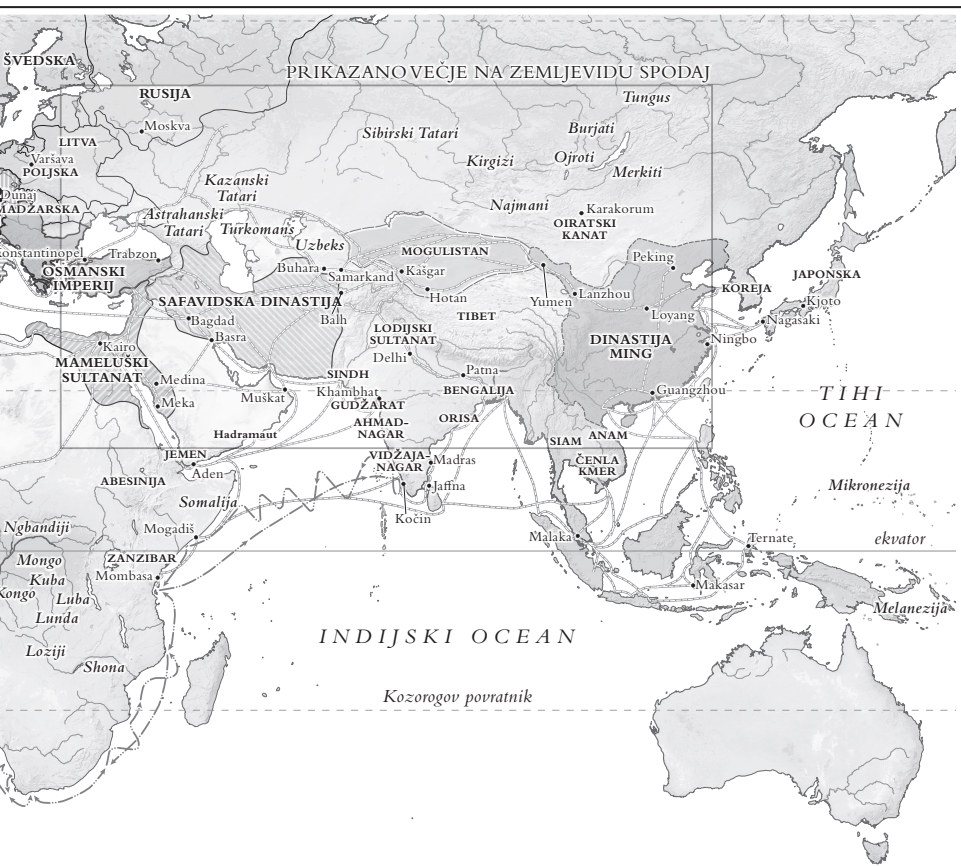 PRIKAZANO VEČJE NA ZEMLJEVIDU SPODAJ
ŠVEDSKA
RUSIJA
Moskva
LITVA
Varšava
POLJSKA
Dunaj
MADŽARSKA
Konstantinopel
OSMANSKI
IMPERIJ
Trabzon
Kazanski
Tatari
Astrahanski
Tatari
Turkomans
Uzbeks
Sibirski Tatari
Kirgizi
Tungus
Burjati
Ojroti
Merkiti
Najmani
Karakorum
OIRATSKI
KANAT
MOGULISTAN
Buhara
Samarkand
Kašgar
Hotan
Balh
SAFAVIDSKA DINASTIJA
Bagdad
Basra
Kairo
MAMELUŠKI
SULTANAT
Medina
Meka
Muškat
Hadramaut
JEMEN
Aden
ABESINIJA
Somalija
Mogadiš
ZANZIBAR
Mombasa
Ngbandiji
Mongo
Kuba
Kongo
Luba
Lunda
Loziji
Shona
TIBET
LODIJSKI
SULTANAT
Delhi
SINDH
Khambhat
GUDŽARAT
AHMAD-
NAGAR
Patna
BENGALIJA
ORISA
VIDŽAJA-
NAGAR
Madras
Jaffna
Kočin
Yumen
Lanzhou
Peking
Loyang
DINASTIJA
MING
Ningbo
Guangzhou
KOREJA
JAPONSKA
Kjoto
Nagasaki
SIAM
ANAM
ČENLA
KMER
Malaka
Ternate
Makasar
TIHI
OCEAN
Mikronezija
ekvator
Melanezija
INDIJSKI OCEAN
Kozorogov povratnik